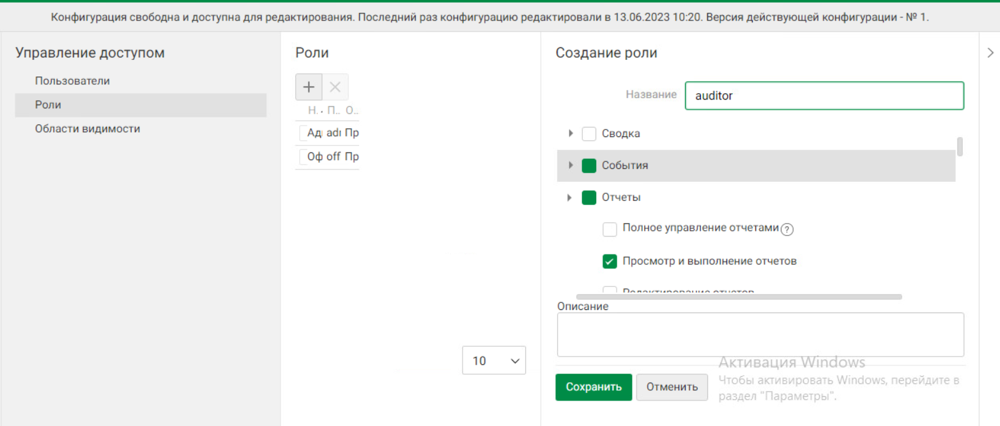 Конфигурация свободна и доступна для редактирования. Последний раз конфигурацию редактировали в 13.06.2023 10:20. Версия действующей конфигурации - № 1.
Управление доступом
Пользователи
Роли
Области видимости
Роли
Н. П.. О..
Ад adı Пр
Оф off Пр
10
Создание роли
Название auditor
Сводка
События
Отчеты
Полное управление отчетами ?
Просмотр и выполнение отчетов
Редактирование отчетов
Описание
Сохранить Отменить
Активация Windows
Чтобы активировать Windows, перейдите в
раздел "Параметры".